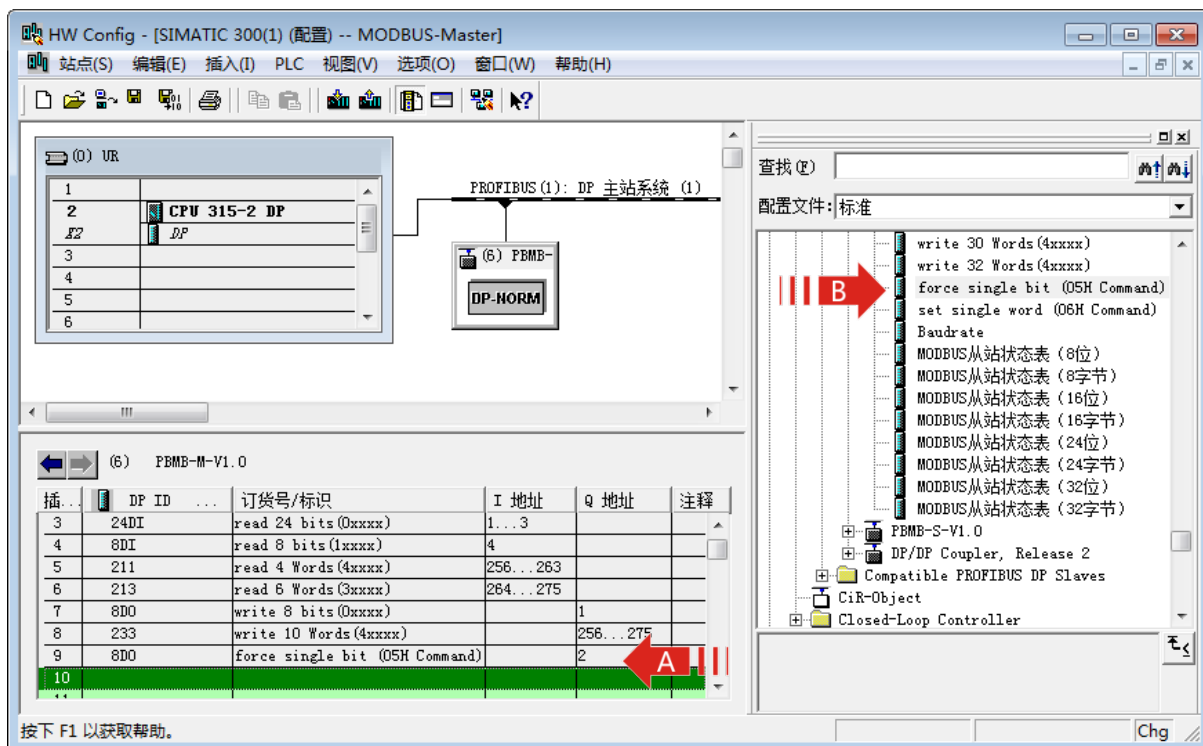 HW Config - [SIMATIC 300(1) (配置) -- MODBUS-Master]
站点(S) 编辑(E) 插入(I) PLC 视图(V) 选项(O) 窗口(W) 帮助(H)
(0) UR
1
2 CPU 315-2 DP
X2 DP
3
4
5
6
PROFIBUS(1): DP 主站系统 (1)
(6) PBMB-
DP-NORM
查找(F)
配置文件: 标准
write 30 Words(4xxxx)
write 32 Words(4xxxx)
B force single bit (05H Command)
set single word (06H Command)
Baudrate
MODBUS从站状态表（8位）
MODBUS从站状态表（8字节）
MODBUS从站状态表（16位）
MODBUS从站状态表（16字节）
MODBUS从站状态表（24位）
MODBUS从站状态表（24字节）
MODBUS从站状态表（32位）
MODBUS从站状态表（32字节）
PBMB-S-V1.0
DP/DP Coupler, Release 2
Compatible PROFIBUS DP Slaves
CiR-Object
Closed-Loop Controller
(6) PBMB-M-V1.0
插... DP ID ... 订货号/标识 I 地址 Q 地址 注释
3 24DI read 24 bits(0xxxx) 1...3
4 8DI read 8 bits(1xxxx) 4
5 211 read 4 Words(4xxxx) 256...263
6 213 read 6 Words(3xxxx) 264...275
7 8DO write 8 bits(0xxxx) 1
8 233 write 10 Words(4xxxx) 256...275
9 8DO force single bit (05H Command) 2 A
10
11
按下 F1 以获取帮助。 Chg